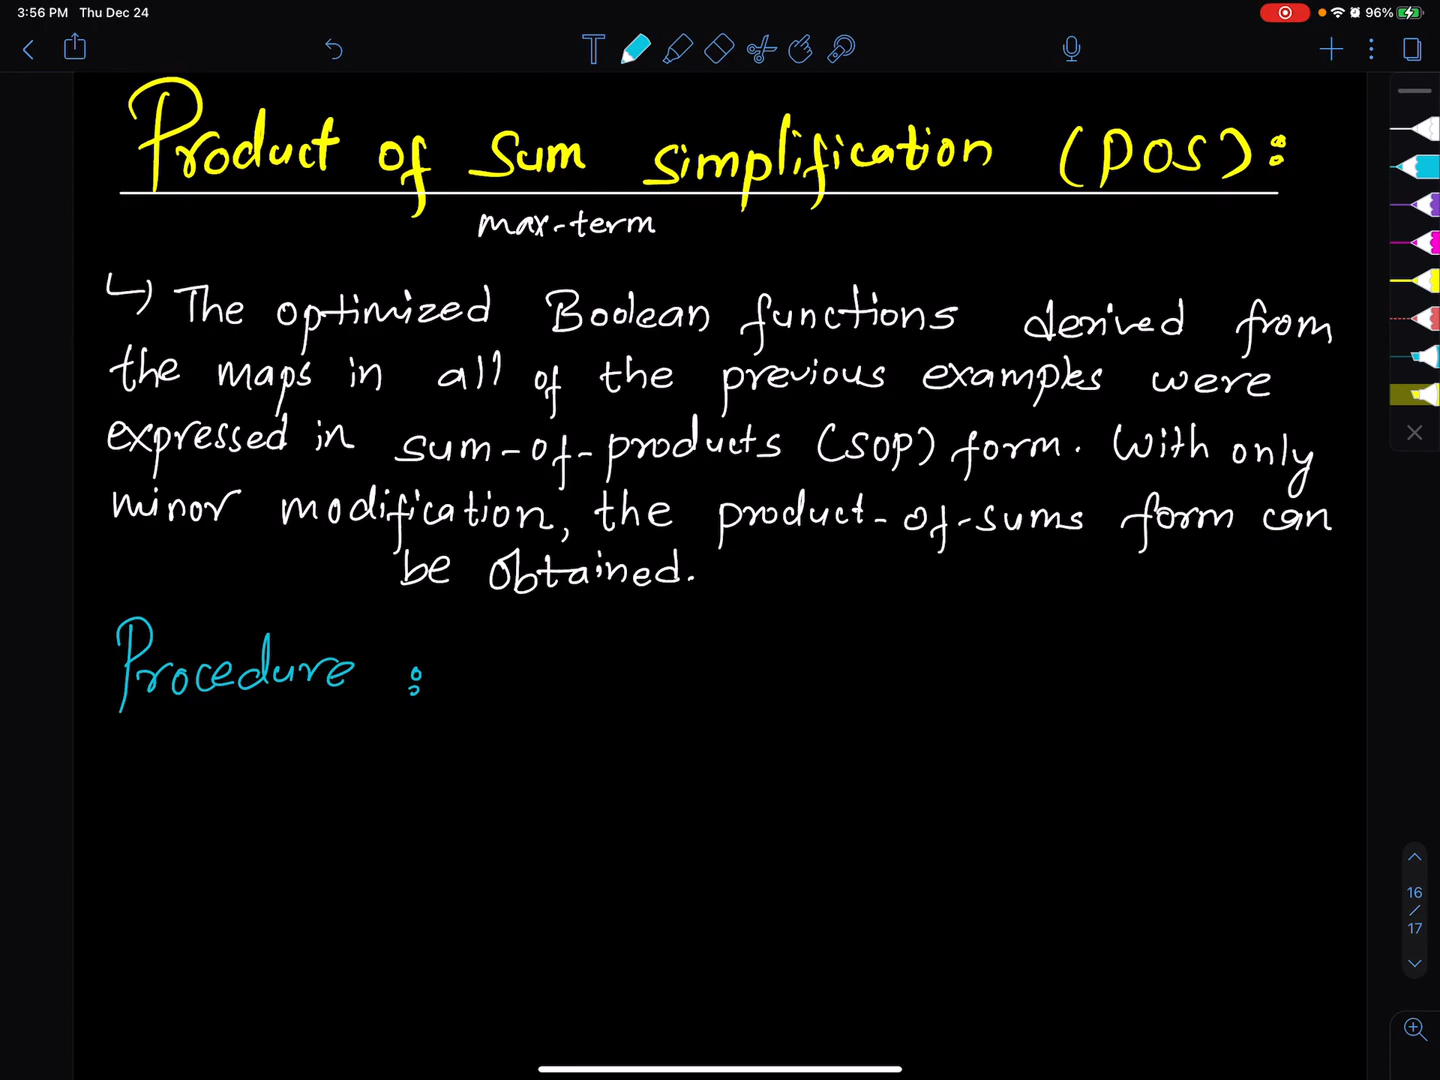 3:56 PM Thu Dec 24
96%
Product of Sum simplification (POS):
max-term
The optimized Boolean functions derived from
the maps in all of the previous examples were
expressed in sum-of-products (SOP) form. With only
minor modification, the product-of-sums form can
be obtained.
Procedure :
16
/
17